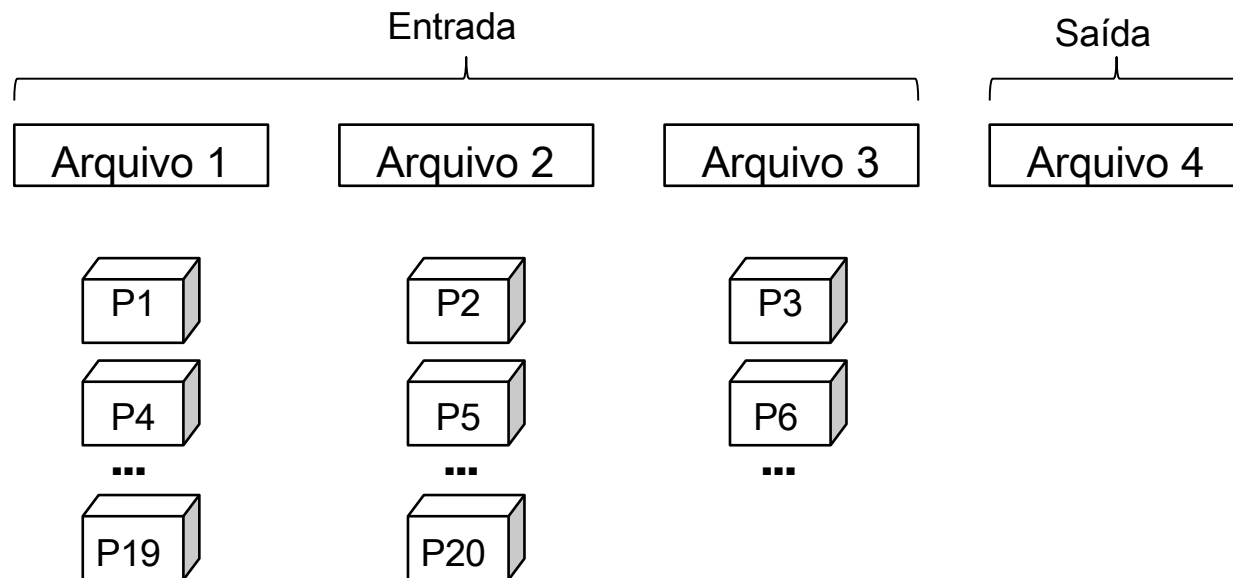 Entrada
Saída
Arquivo 1
Arquivo 2
Arquivo 3
Arquivo 4
P1
P2
P3
P4
P5
P6
...
...
...
P19
P20